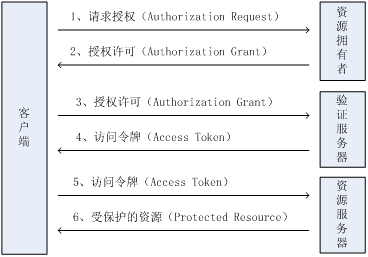 1、请求授权（Authorization Request）
资源拥有者
2、授权许可（Authorization Grant）
客户端
3、授权许可（Authorization Grant）
验证服务器
4、访问令牌（Access Token）
5、访问令牌（Access Token）
资源服务器
6、受保护的资源（Protected Resource）